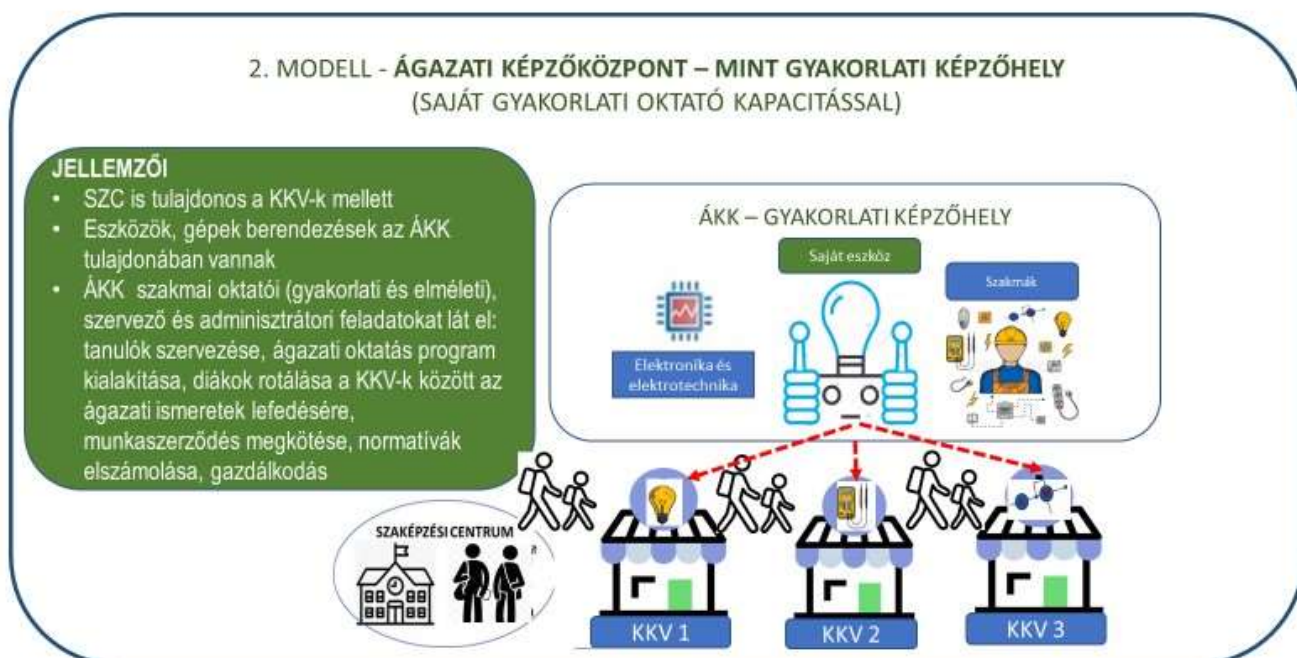 2. MODELL - ÁGAZATI KÉPZŐKÖZPONT – MINT GYAKORLATI KÉPZŐHELY
(SAJÁT GYAKORLATI OKTATÓ KAPACITÁSSAL)
JELLEMZŐI
• SZC is tulajdonos a KKV-k mellett
• Eszközök, gépek berendezések az ÁKK
tulajdonában vannak
• ÁKK szakmai oktatói (gyakorlati és elméleti),
szervező és adminisztrátori feladatokat lát el:
tanulók szervezése, ágazati oktatás program
kialakítása, diákok rotálása a KKV-k között az
ágazati ismeretek lefedésére,
munkaszerződés megkötése, normatívák
elszámolása, gazdálkodás
ÁKK – GYAKORLATI KÉPZŐHELY
Saját eszköz
Szakmák
Elektronika és
elektrotechnika
SZAKÉPZÉSI CENTRUM
KKV 1
KKV 2
KKV 3